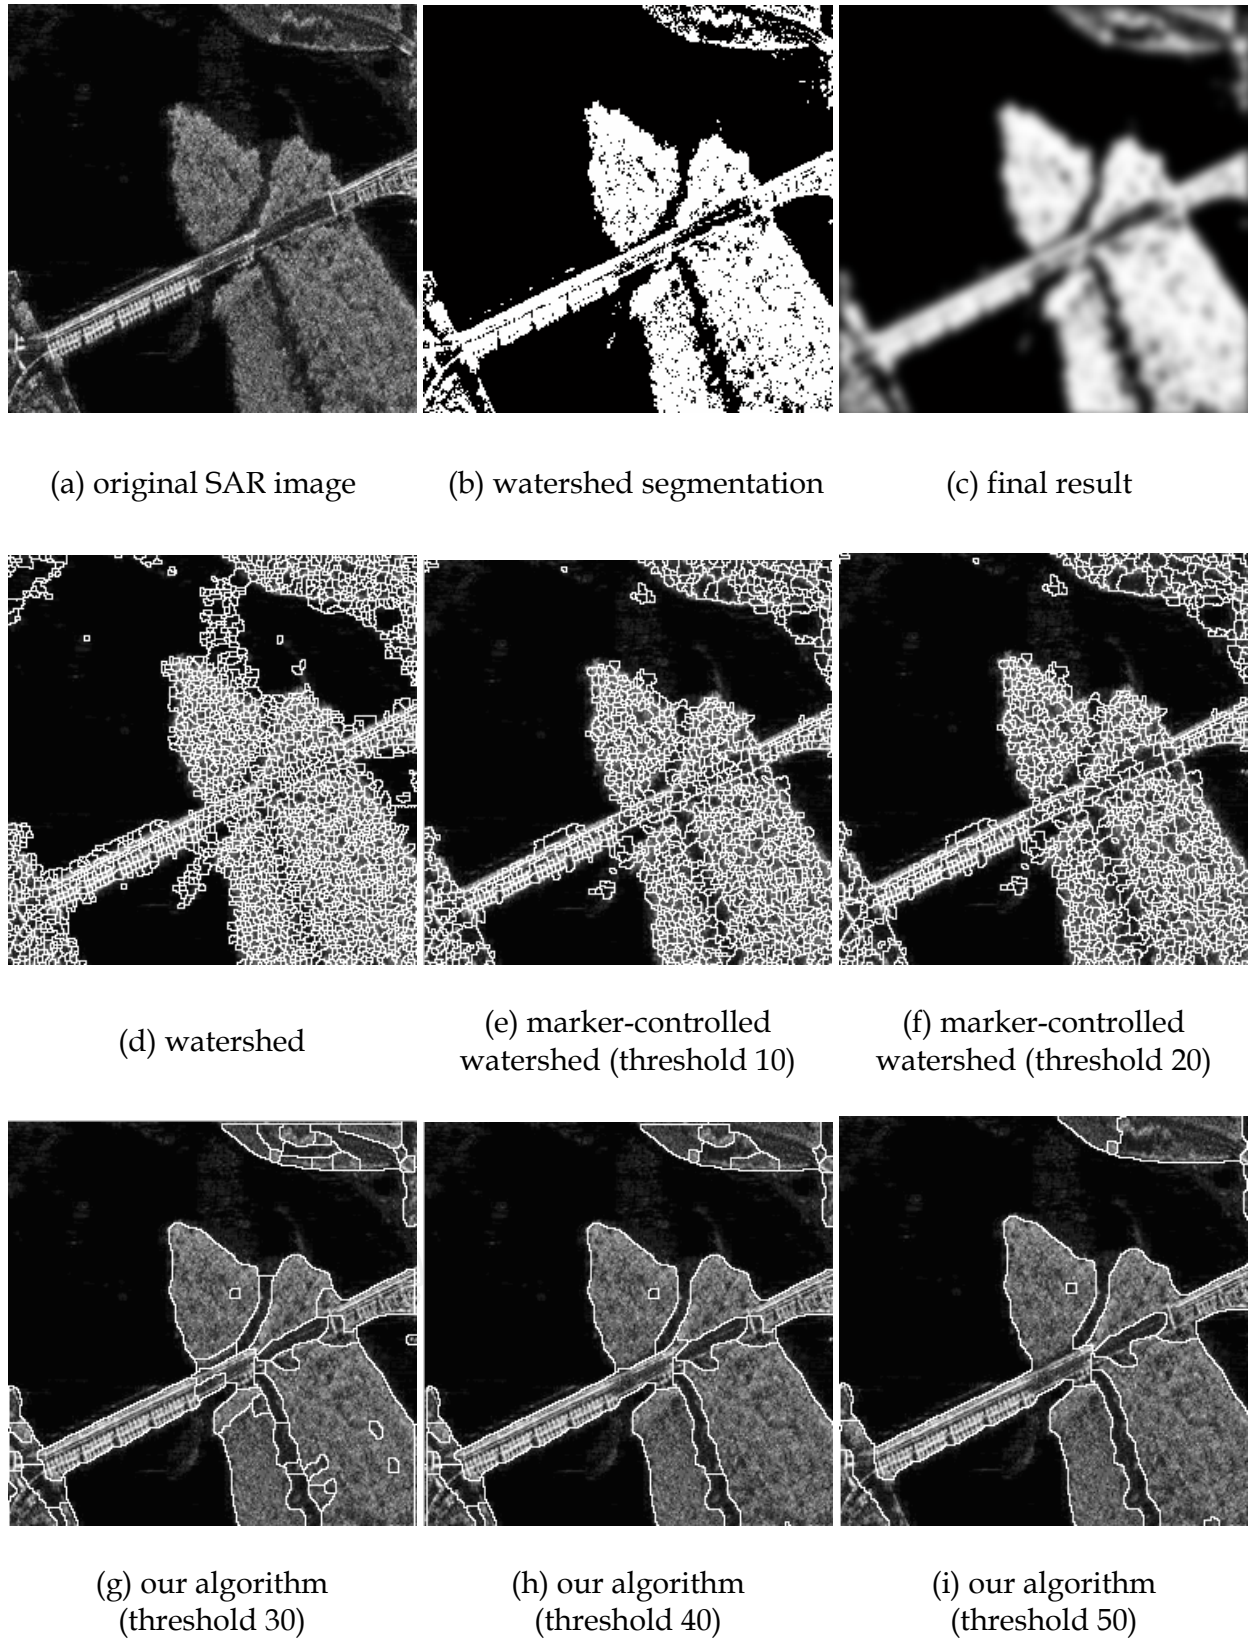 (a) original SAR image
(b) watershed segmentation
(c) final result
(d) watershed
(e) marker-controlled
watershed (threshold 10)
(f) marker-controlled
watershed (threshold 20)
(g) our algorithm
(threshold 30)
(h) our algorithm
(threshold 40)
(i) our algorithm
(threshold 50)